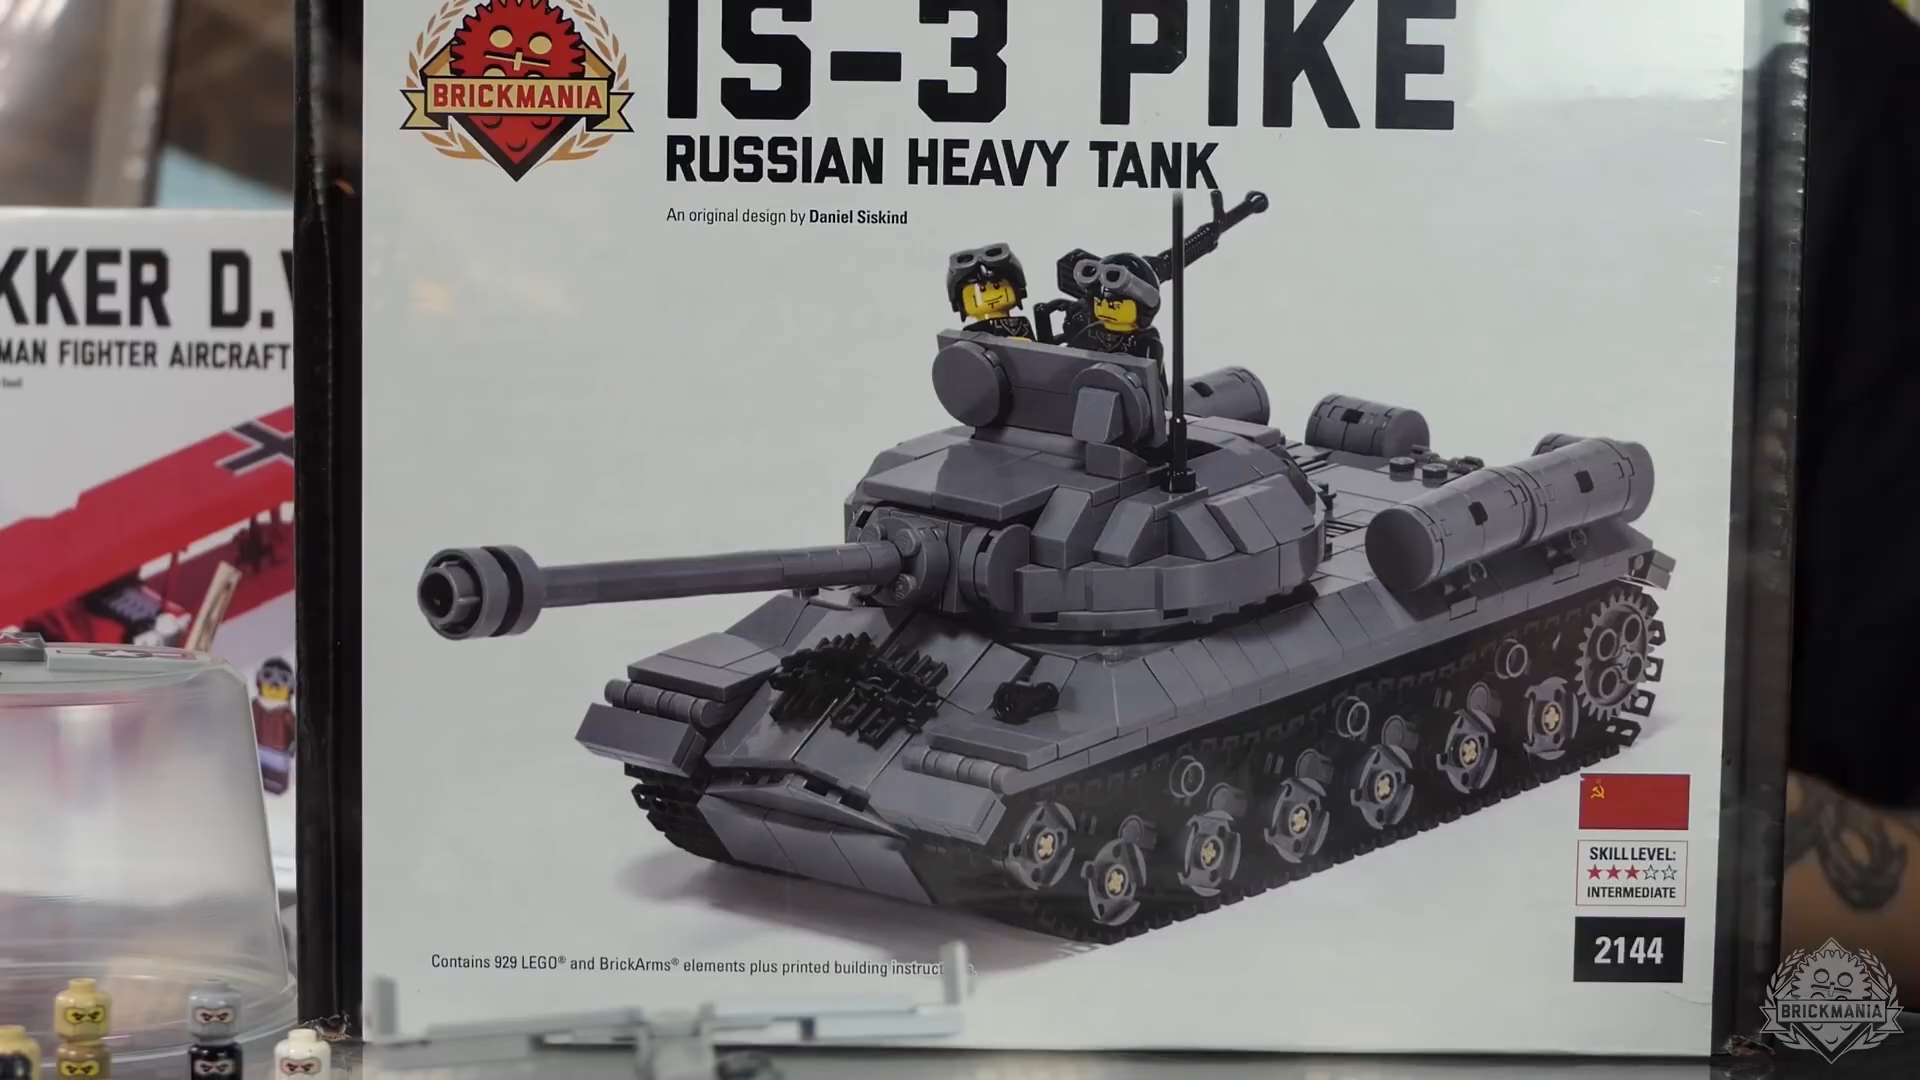 BRICKMANIA
IS-3 PIKE
RUSSIAN HEAVY TANK
An original design by Daniel Siskind
KKER D.V
MAN FIGHTER AIRCRAFT
SKILL LEVEL:
INTERMEDIATE
2144
Contains 929 LEGO® and BrickArms® elements plus printed building
BRICKMANIA